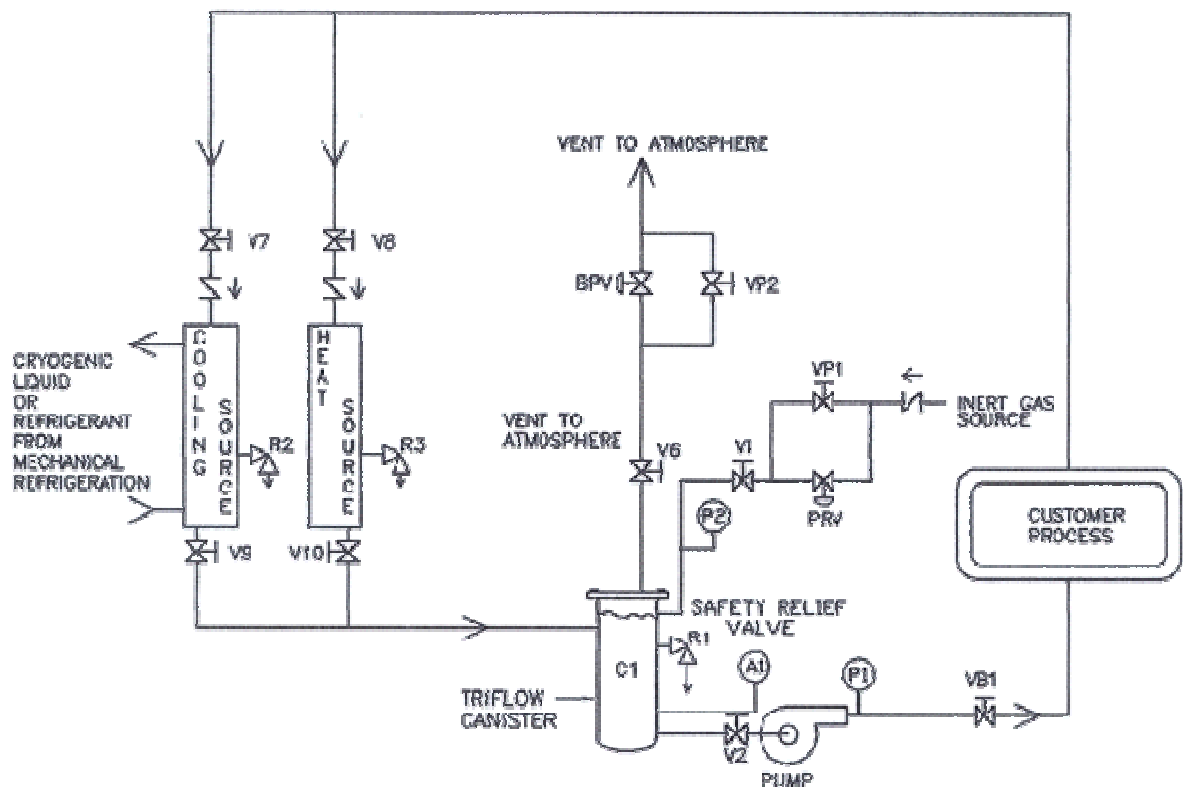 VENT TO ATMOSPHERE
V7
V8
BPV
VP2
COOLING
SOURCE
HEAT
SOURCE
CRYOGENIC
LIQUID
OR
REFRIGERANT
FROM
MECHANICAL
REFRIGERATION
R2
R3
VENT TO
ATMOSPHERE
V6
VP1
INERT GAS
SOURCE
V1
PRV
P2
CUSTOMER
PROCESS
V9
V10
SAFETY RELIEF
VALVE
R1
C1
A1
P1
VB1
TRIFLOW
CANISTER
V2
PUMP